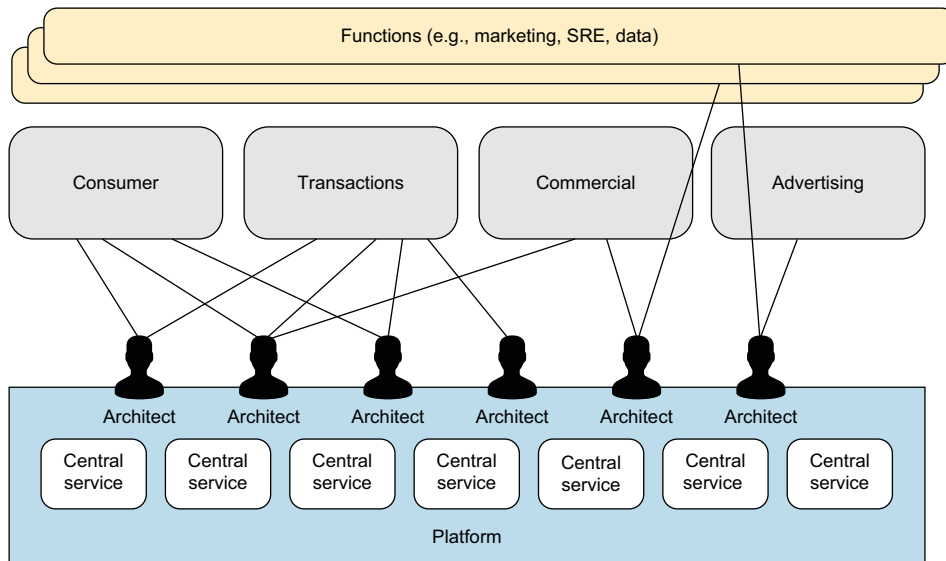 Functions (e.g., marketing, SRE, data)
Consumer
Transactions
Commercial
Advertising
Architect
Architect
Architect
Architect
Architect
Architect
Central
service
Central
service
Central
service
Central
service
Central
service
Central
service
Central
service
Platform